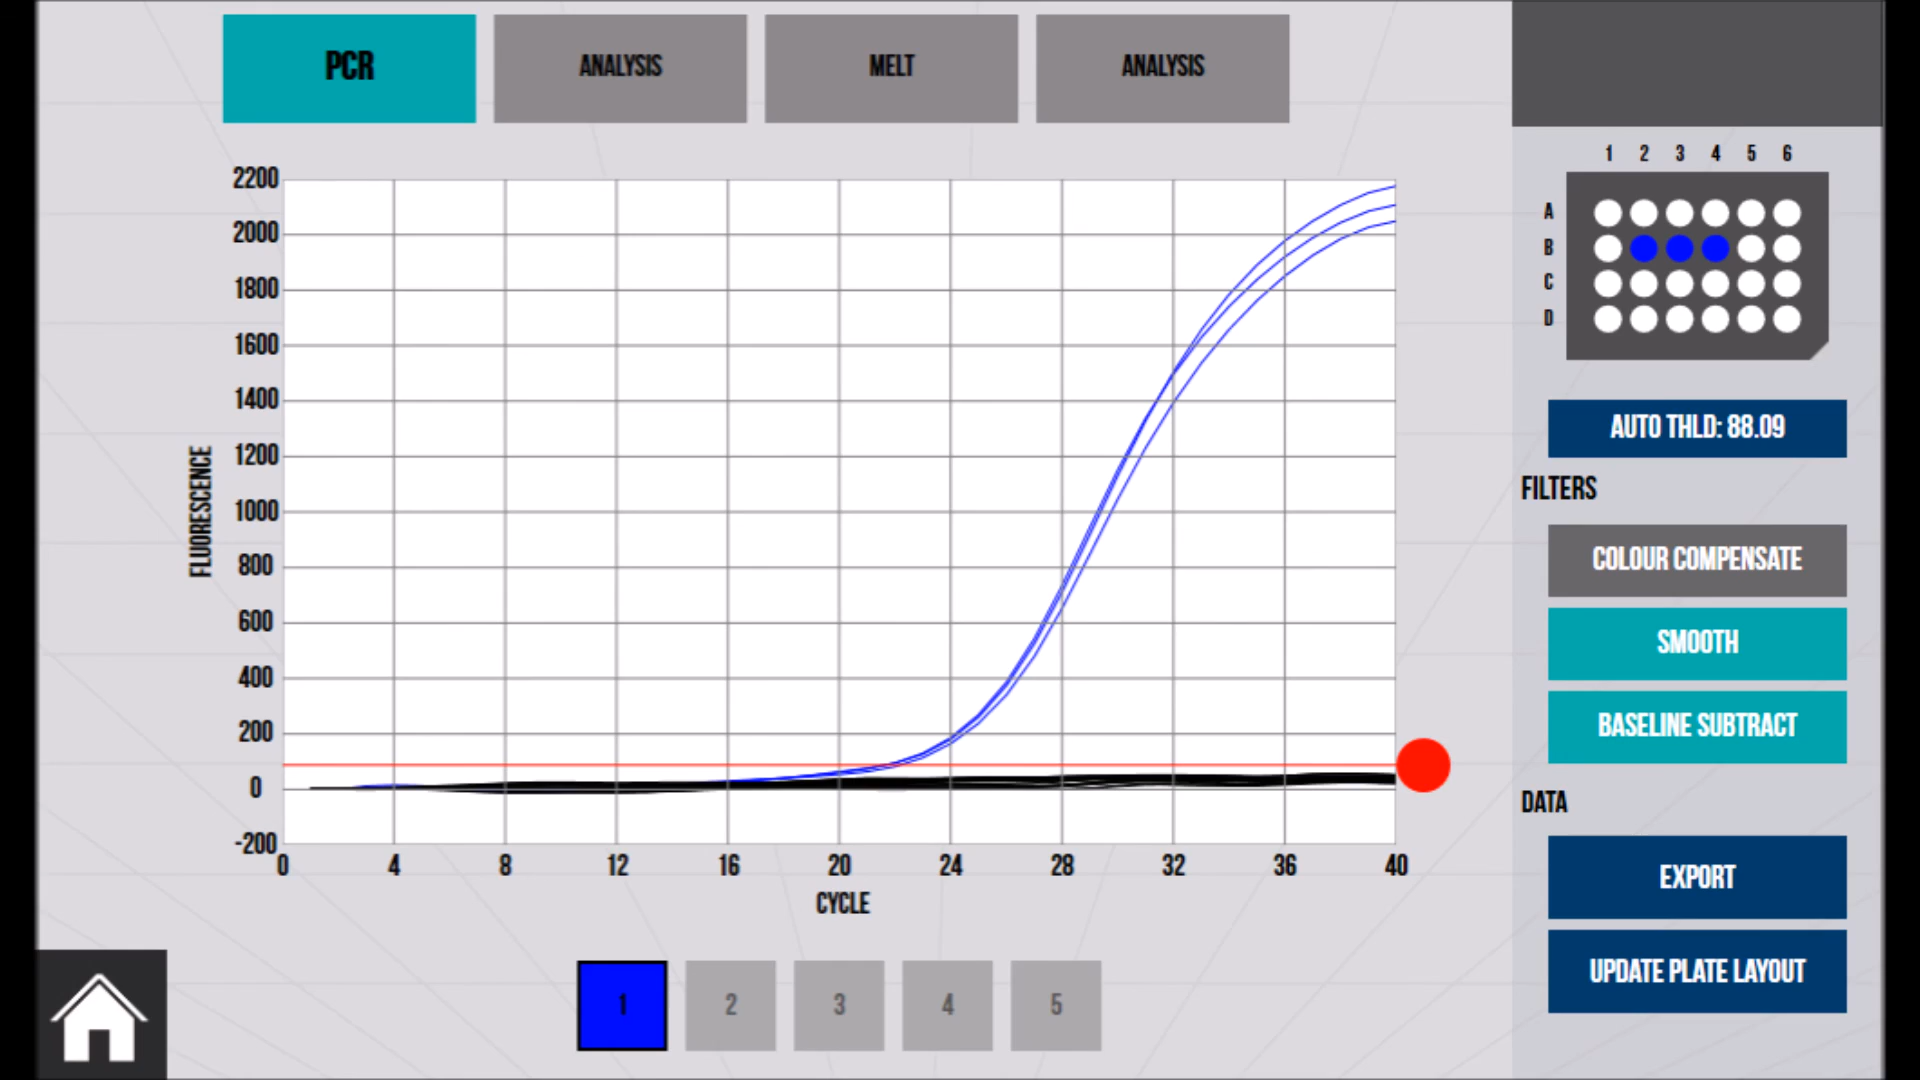 PCR
ANALYSIS
MELT
ANALYSIS
1 2 3 4 5 6
A
B
C
D
2200
2000
1800
1600
1400
1200
1000
800
600
400
200
0
-200
FLUORESCENCE
0 4 8 12 16 20 24 28 32 36 40
CYCLE
AUTO THLD: 88.09
FILTERS
COLOUR COMPENSATE
SMOOTH
BASELINE SUBTRACT
DATA
EXPORT
UPDATE PLATE LAYOUT
1 2 3 4 5